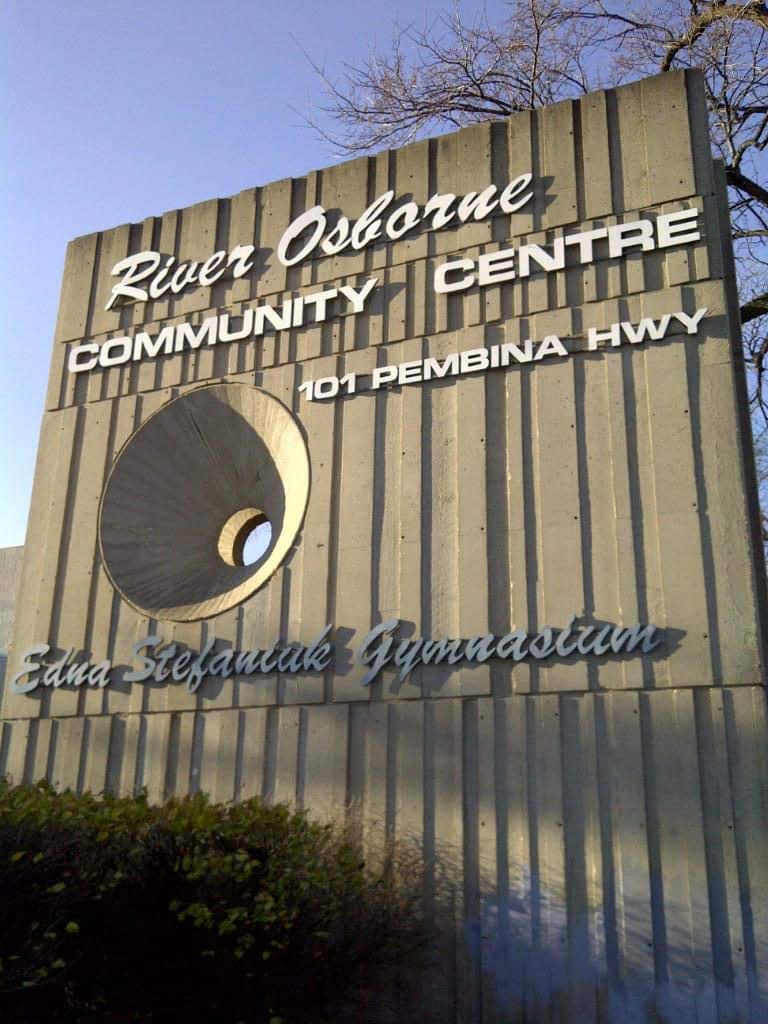 River Osborne
COMMUNITY CENTRE
101 PEMBINA HWY
Edna Stefaniuk Gymnasium